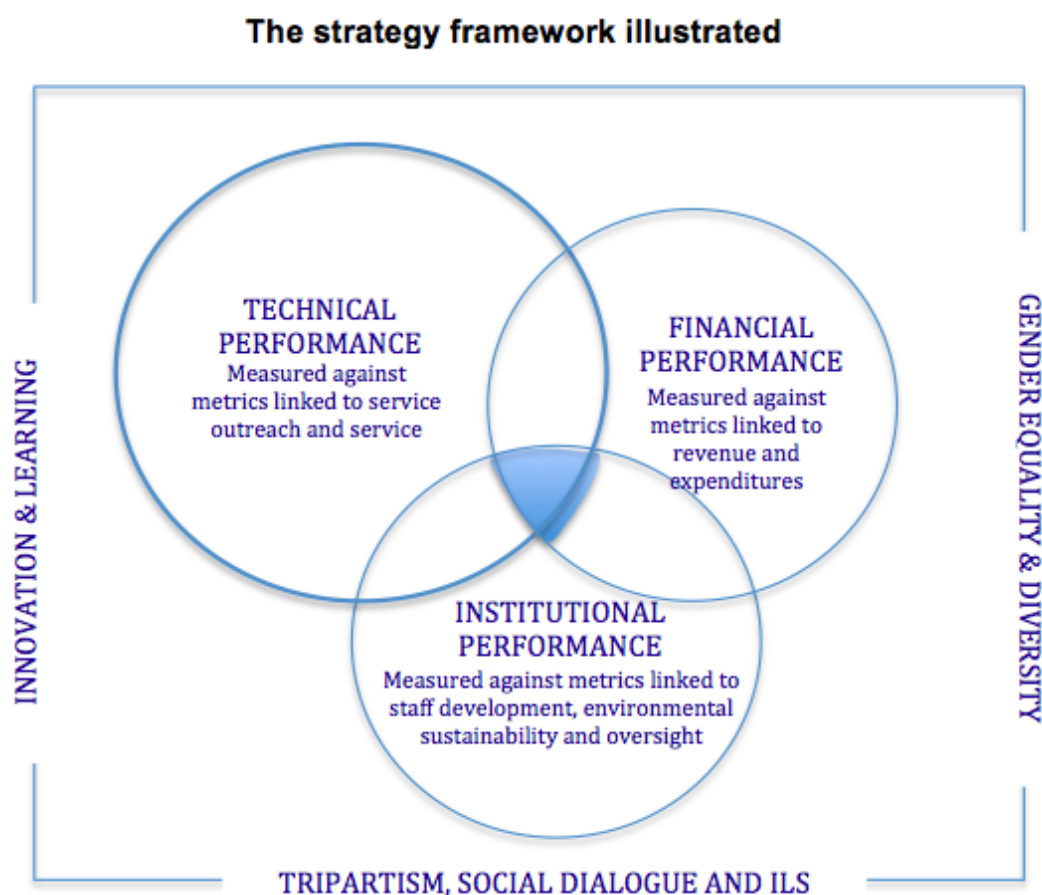 The strategy framework illustrated
TECHNICAL
PERFORMANCE
Measured against
metrics linked to service
outreach and service
FINANCIAL
PERFORMANCE
Measured against
metrics linked to
revenue and
expenditures
INSTITUTIONAL
PERFORMANCE
Measured against metrics linked to
staff development, environmental
sustainability and oversight
INNOVATION & LEARNING
GENDER EQUALITY & DIVERSITY
TRIPARTISM, SOCIAL DIALOGUE AND ILS